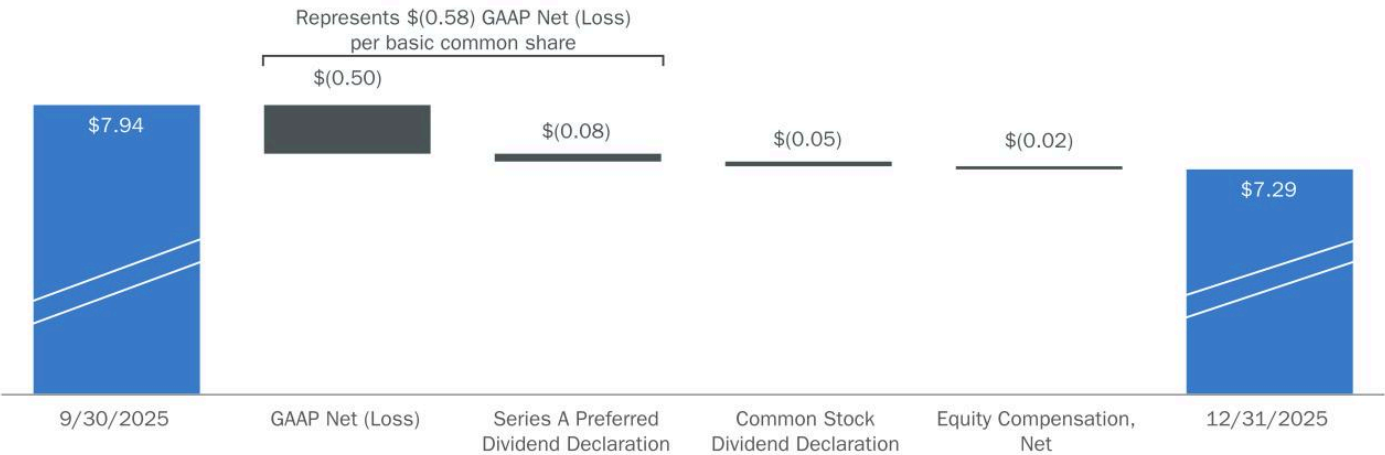 Represents $(0.58) GAAP Net (Loss)
per basic common share
$(0.50)
$7.94
$(0.08)
$(0.05)
$(0.02)
$7.29
9/30/2025
GAAP Net (Loss)
Series A Preferred
Dividend Declaration
Common Stock
Dividend Declaration
Equity Compensation,
Net
12/31/2025